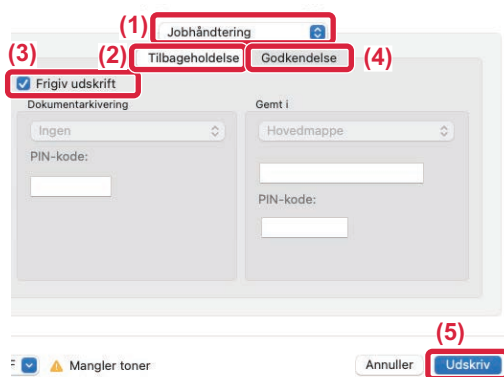 (1) Jobhåndtering
(3) (2) Tilbageholdelse Godkendelse (4)
Frigiv udskrift
Dokumentarkivering Gemt i
Ingen Hovedmappe
PIN-kode:
PIN-kode:
(5)
F Mangler toner Annuller Udskriv